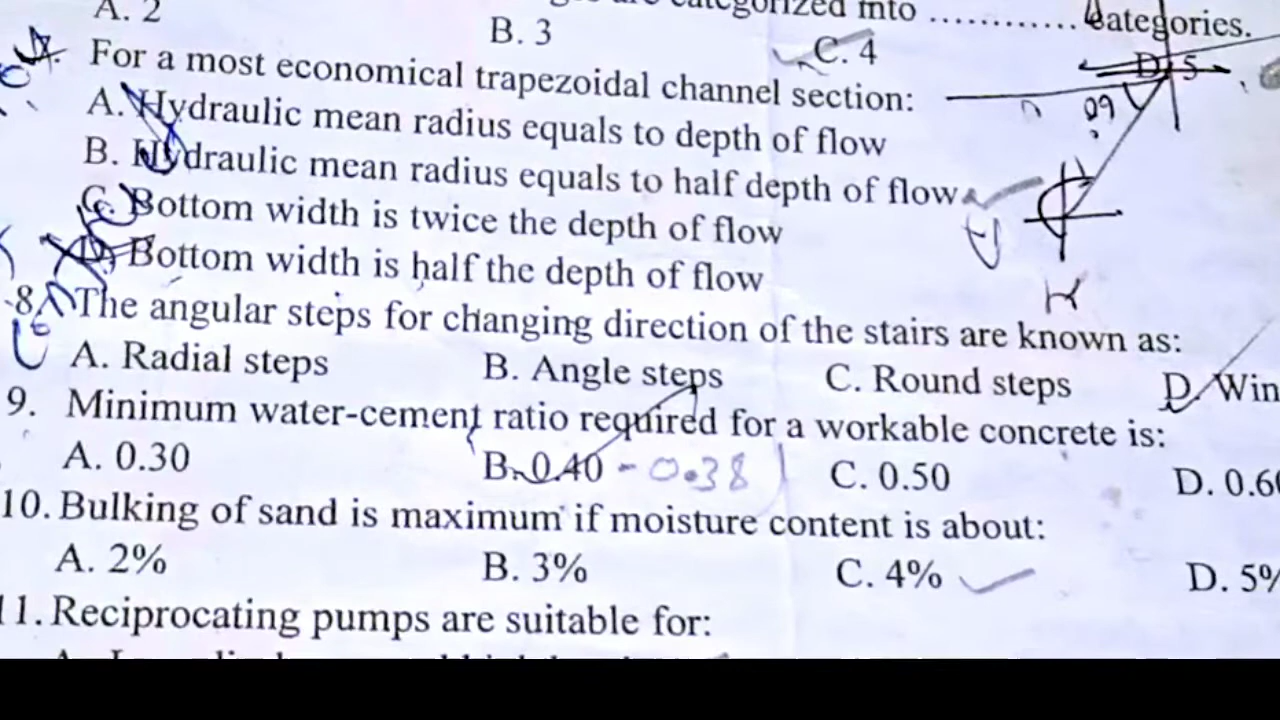 A. 2
B. 3
categorized into ............ categories.
C. 4
D. 5
For a most economical trapezoidal channel section:
A. Hydraulic mean radius equals to depth of flow
B. Hydraulic mean radius equals to half depth of flow
C. Bottom width is twice the depth of flow
D. Bottom width is half the depth of flow
8. The angular steps for changing direction of the stairs are known as:
A. Radial steps B. Angle steps C. Round steps D. Win
9. Minimum water-cement ratio required for a workable concrete is:
A. 0.30 B. 0.40 - 0.38 C. 0.50 D. 0.60
10. Bulking of sand is maximum if moisture content is about:
A. 2% B. 3% C. 4% D. 5%
11. Reciprocating pumps are suitable for: